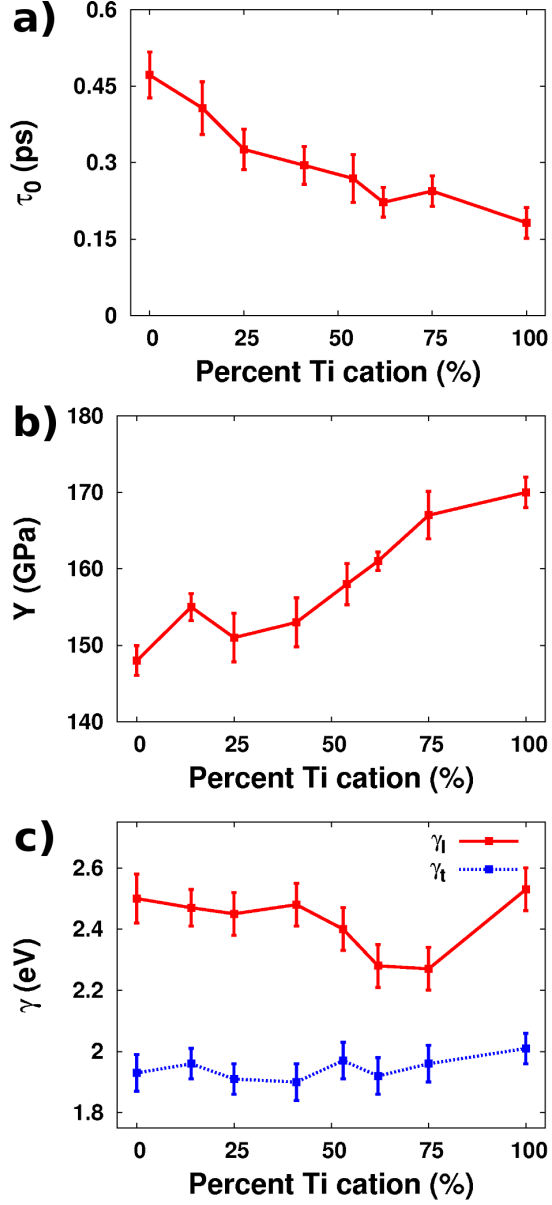 a)
0.6
0.45
0.3
0.15
0
τ0 (ps)
0 25 50 75 100
Percent Ti cation (%)
b)
180
170
160
150
140
Y (GPa)
0 25 50 75 100
Percent Ti cation (%)
c)
γl
γt
2.6
2.4
2.2
2
1.8
γ (eV)
0 25 50 75 100
Percent Ti cation (%)